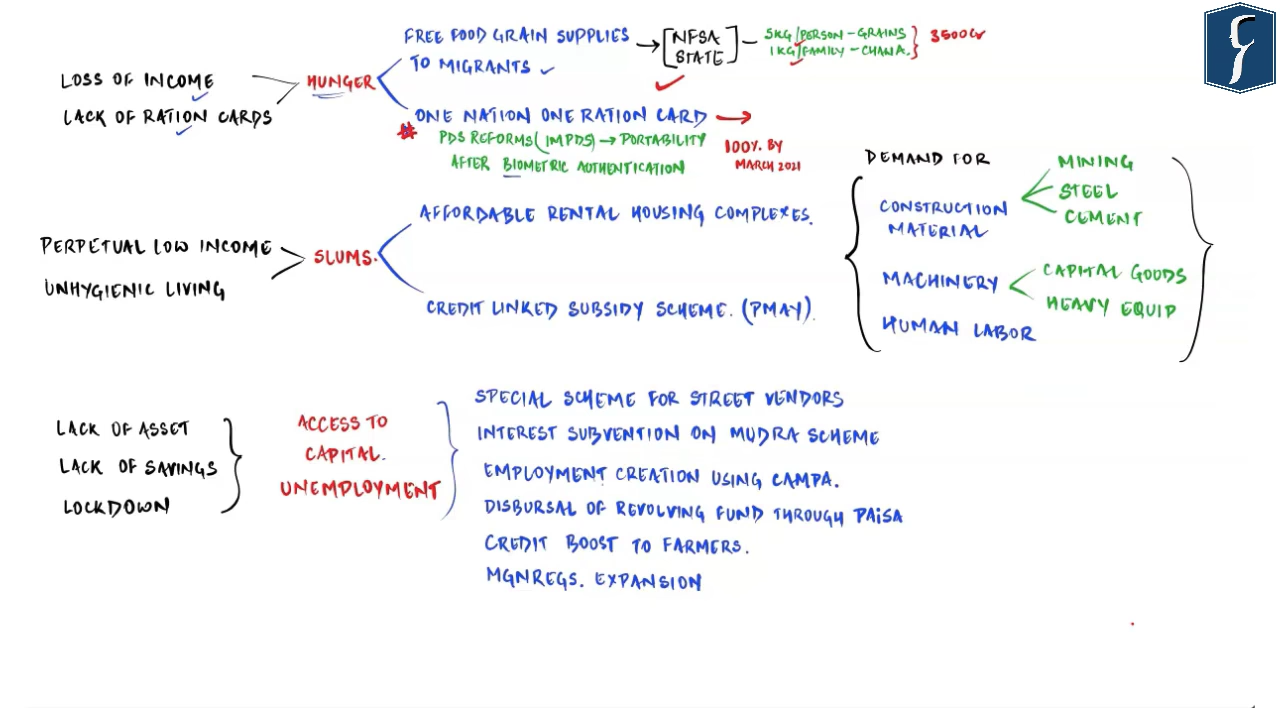 FREE FOOD GRAIN SUPPLIES → [NFSA STATE] - 5KG/PERSON - GRAINS
1KG/FAMILY - CHANA. } 3500Cr
TO MIGRANTS
LOSS OF INCOME
LACK OF RATION CARDS
HUNGER
ONE NATION ONE RATION CARD →
PDS REFORMS (IMPDS) → PORTABILITY
AFTER BIOMETRIC AUTHENTICATION
100% BY
MARCH 2021
PERPETUAL LOW INCOME
UNHYGIENIC LIVING
SLUMS.
AFFORDABLE RENTAL HOUSING COMPLEXES.
CREDIT LINKED SUBSIDY SCHEME. (PMAY).
DEMAND FOR
CONSTRUCTION
MATERIAL
MINING
STEEL
CEMENT
MACHINERY
CAPITAL GOODS
HEAVY EQUIP
HUMAN LABOR
LACK OF ASSET
LACK OF SAVINGS
LOCKDOWN
ACCESS TO
CAPITAL.
UNEMPLOYMENT
SPECIAL SCHEME FOR STREET VENDORS
INTEREST SUBVENTION ON MUDRA SCHEME
EMPLOYMENT CREATION USING CAMPA.
DISBURSAL OF REVOLVING FUND THROUGH PAiSA
CREDIT BOOST TO FARMERS.
MGNREGS. EXPANSION